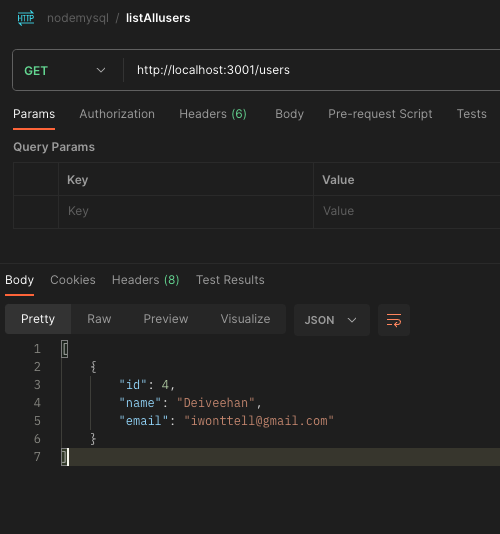 HTTP nodemysql / listAllusers
GET http://localhost:3001/users
Params Authorization Headers (6) Body Pre-request Script Tests
Query Params
Key Value
Key Value
Body Cookies Headers (8) Test Results
Pretty Raw Preview Visualize JSON
1 [
2 {
3 "id": 4,
4 "name": "Deiveehan",
5 "email": "iwonttell@gmail.com"
6 }
7 ]